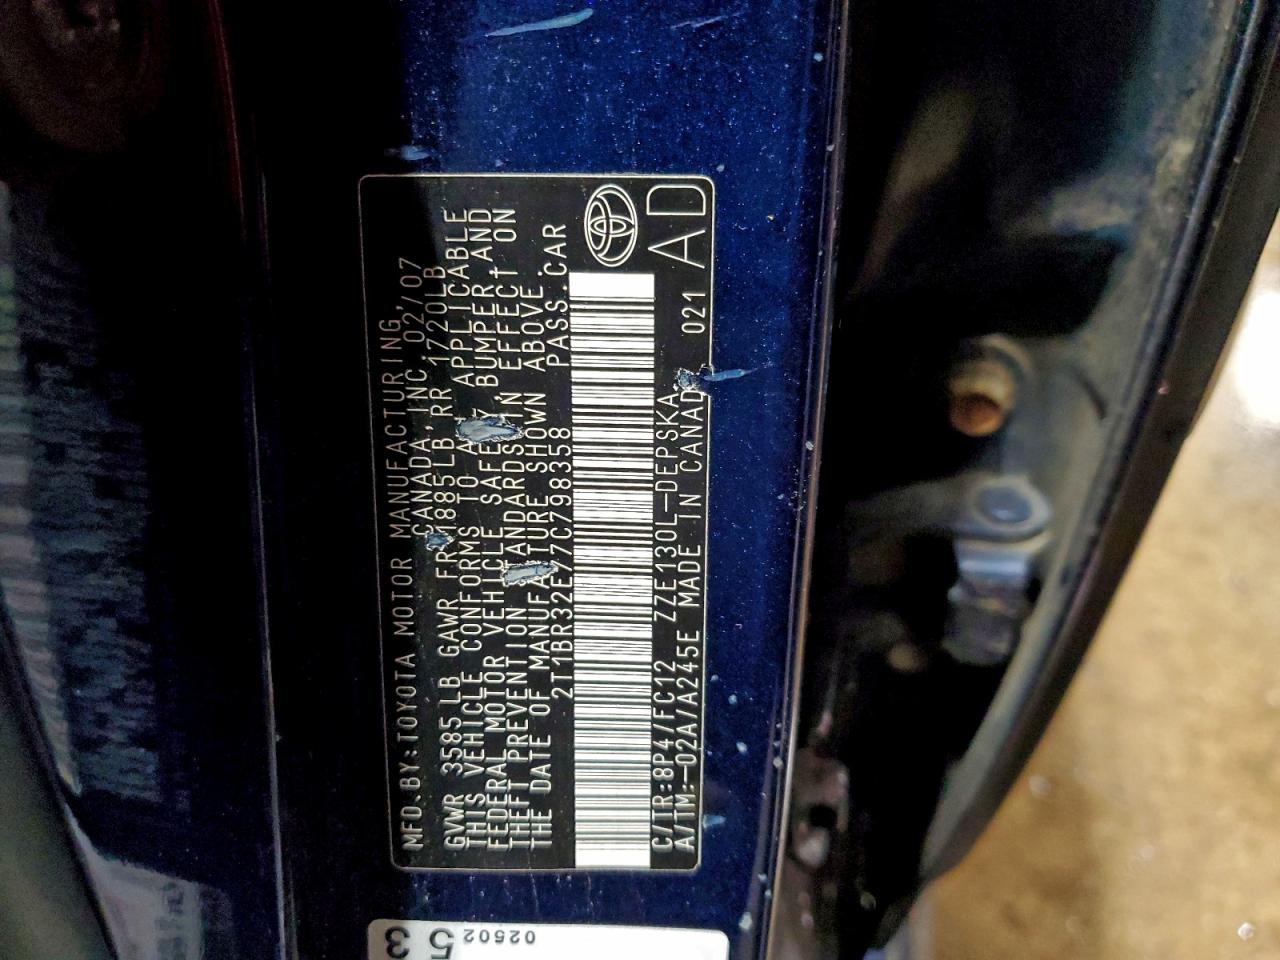 MFD.BY:TOYOTA MOTOR MANUFACTURING
CANADA,INC. 02/07
GVWR 3585LB GAWR FR 1885LB,RR 1720LB
THIS VEHICLE CONFORMS TO APPLICABLE
FEDERAL MOTOR VEHICLE BUMPER,AND
THEFT PREVENTION STANDARDS IN EFFECT ON
THE DATE OF MANUFACTURE SHOWN ABOVE.
2T1BR32E77C798358 PASS.CAR
C/TR:8P4/FC12 ZZE130L-DEPSKA
A/TM:-02A/A245E MADE IN CANADA 021 AD
53
02502